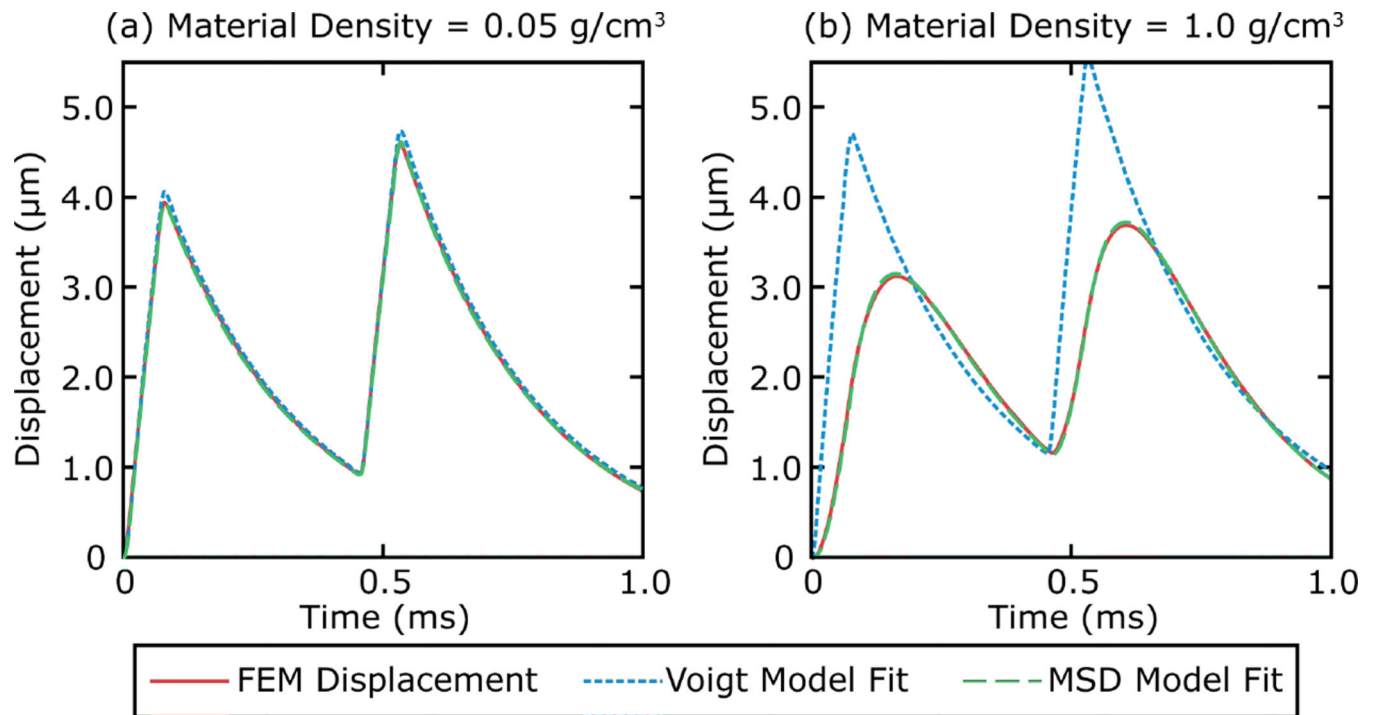 (a) Material Density = 0.05 g/cm³
(b) Material Density = 1.0 g/cm³
Displacement (μm)
5.0
4.0
3.0
2.0
1.0
0
0
0.5
1.0
Time (ms)
Displacement (μm)
5.0
4.0
3.0
2.0
1.0
0
0
0.5
1.0
Time (ms)
FEM Displacement
Voigt Model Fit
MSD Model Fit